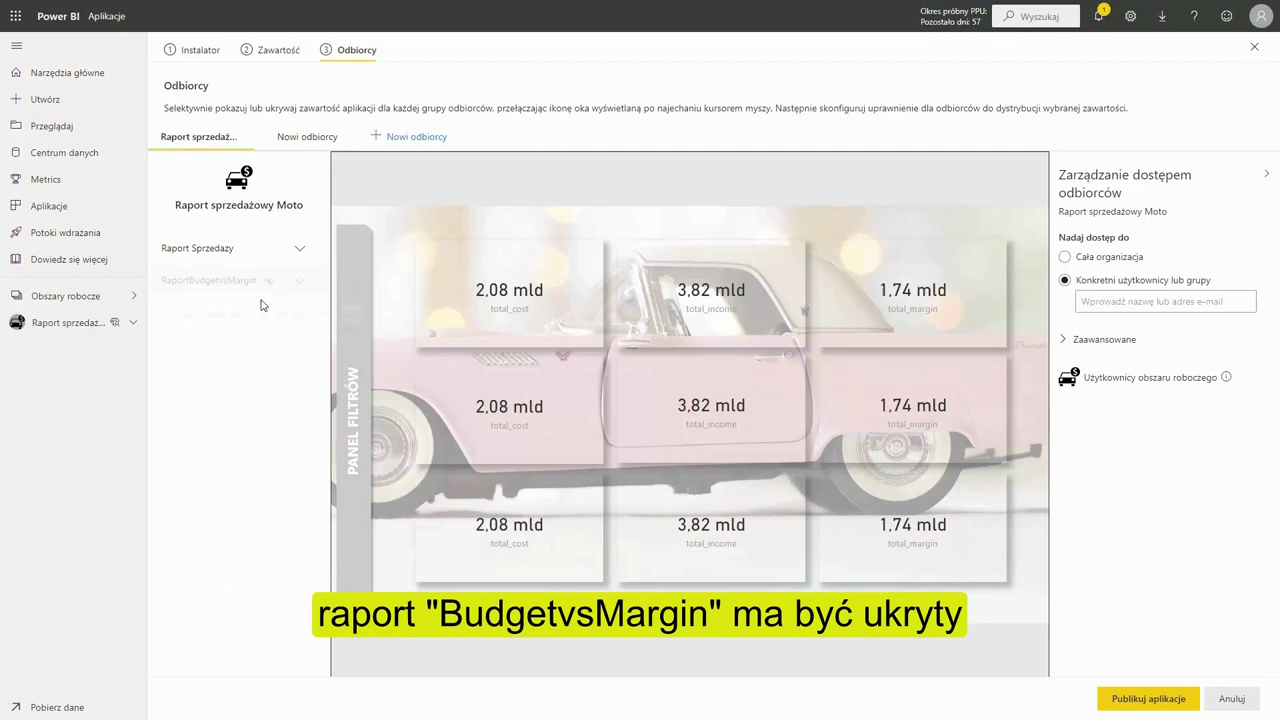 Power BI Aplikacje
Okres próbny PPU:
Pozostało dni: 57
Wyszukaj
1
Narzędzia główne
Utwórz
Przeglądaj
Centrum danych
Metrics
Aplikacje
Potoki wdrażania
Dowiedz się więcej
Obszary robocze
Raport sprzedaż...
Pobierz dane
1 Instalator
2 Zawartość
3 Odbiorcy
Odbiorcy
Selektywnie pokazuj lub ukrywaj zawartość aplikacji dla każdej grupy odbiorców, przełączając ikonę oka wyświetlaną po najechaniu kursorem myszy. Następnie skonfiguruj uprawnienie dla odbiorców do dystrybucji wybranej zawartości.
Raport sprzedaż... Nowi odbiorcy Nowi odbiorcy
Raport sprzedażowy Moto
Raport Sprzedazy
RaportBudgetvsMargin
PANEL FILTRÓW
2,08 mld 3,82 mld 1,74 mld
total_cost total_income total_margin
2,08 mld 3,82 mld 1,74 mld
total_cost total_income total_margin
2,08 mld 3,82 mld 1,74 mld
total_cost total_income total_margin
raport "BudgetvsMargin" ma być ukryty
Zarządzanie dostępem
odbiorców
Raport sprzedażowy Moto
Nadaj dostęp do
Cała organizacja
Konkretni użytkownicy lub grupy
Wprowadź nazwę lub adres e-mail
Zaawansowane
Użytkownicy obszaru roboczego
Publikuj aplikacje
Anuluj